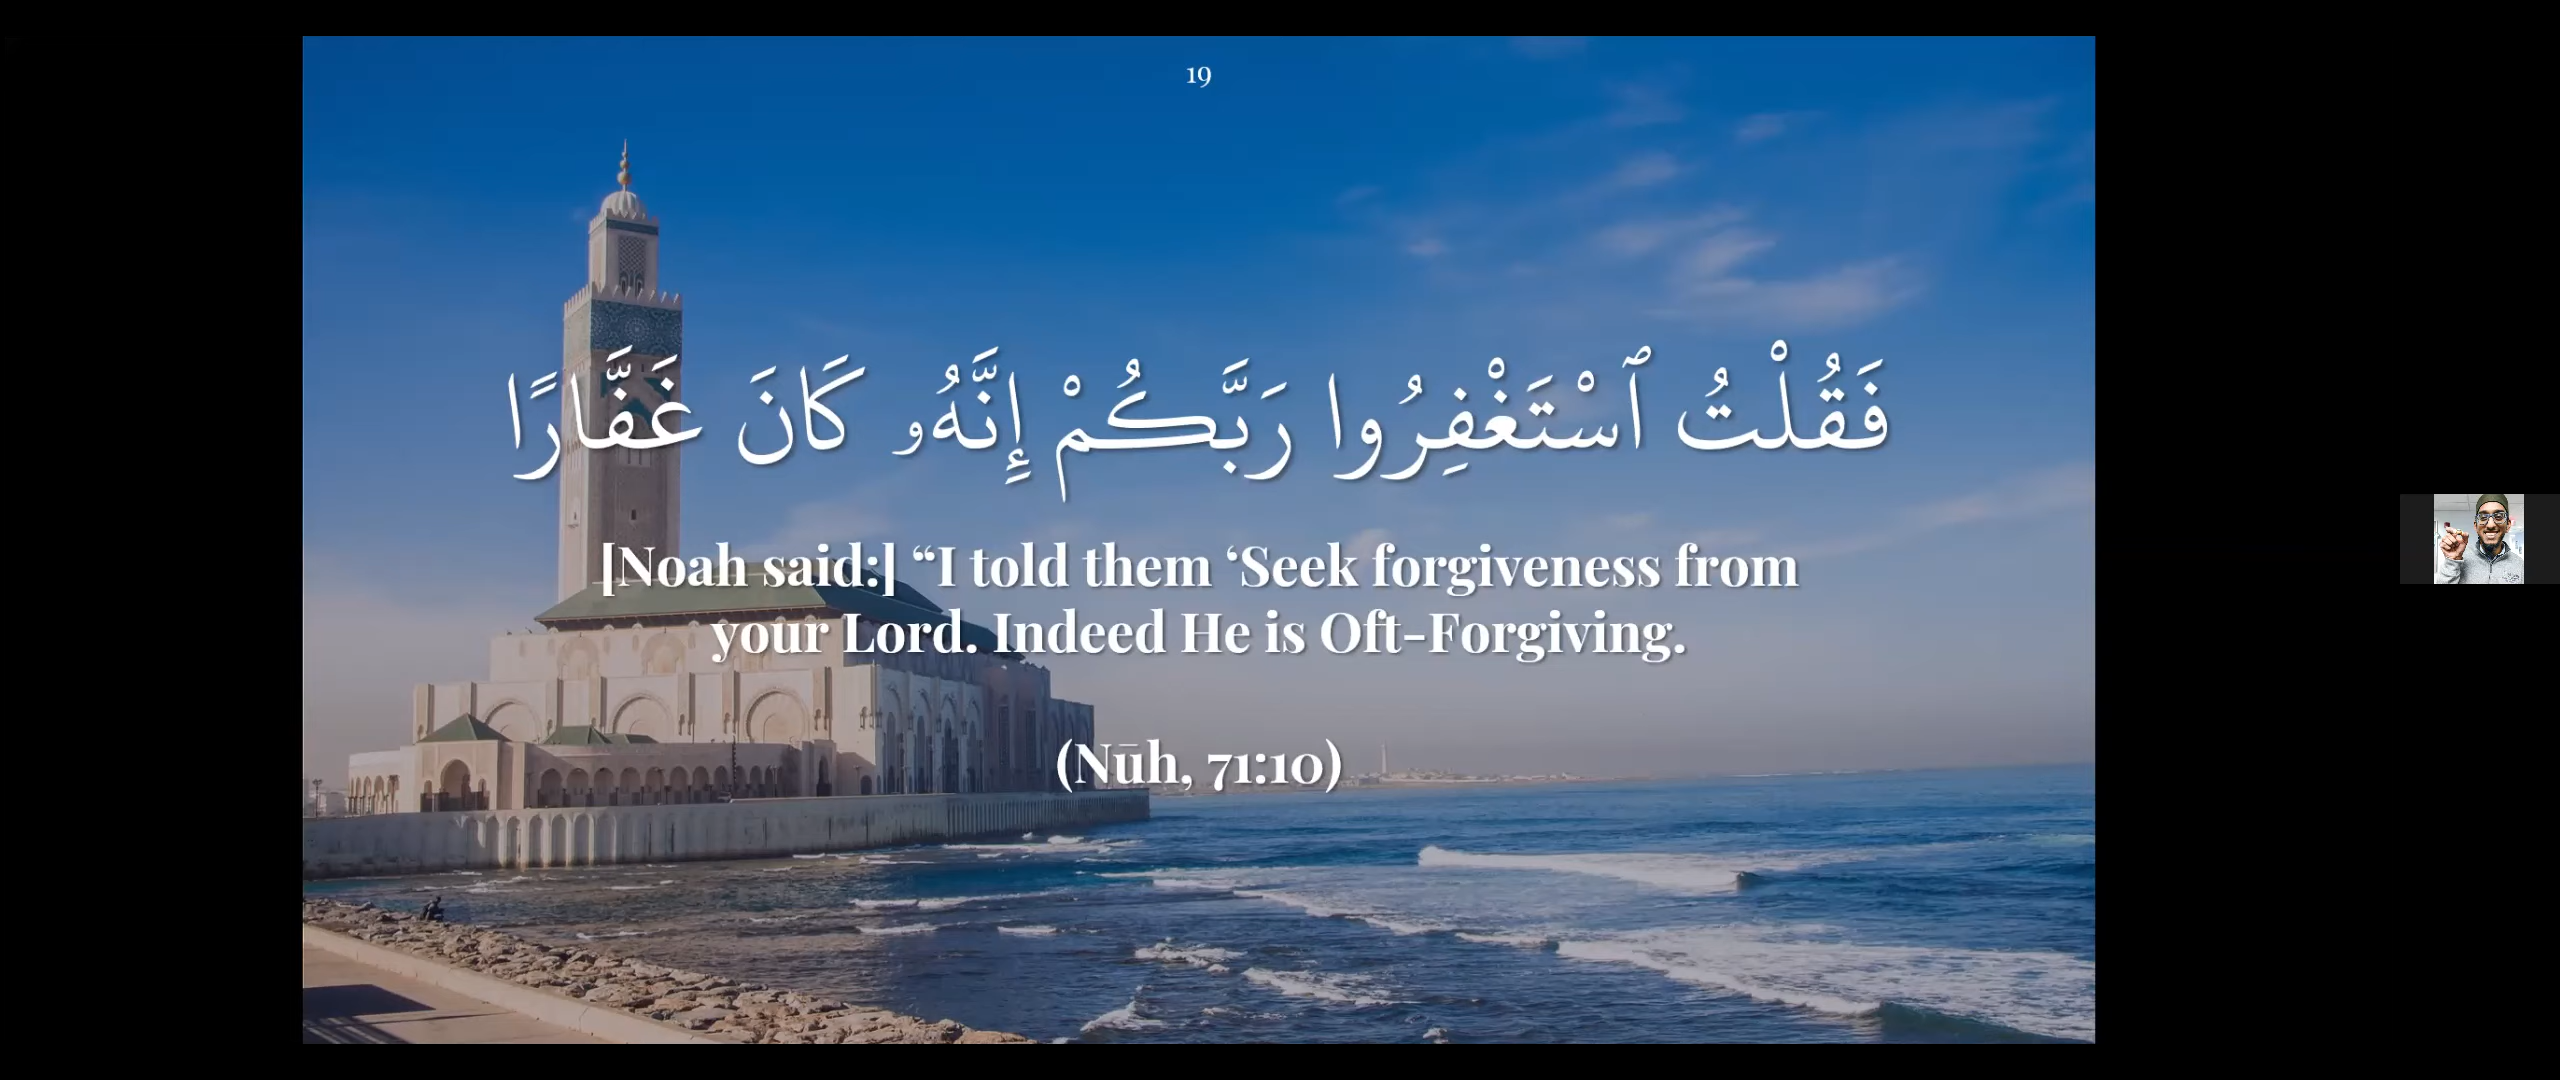 19
فَقُلْتُ ٱسْتَغْفِرُوا رَبَّكُمْ إِنَّهُۥ كَانَ غَفَّارًا
[Noah said:] “I told them ‘Seek forgiveness from
your Lord. Indeed He is Oft-Forgiving.
(Nūh, 71:10)